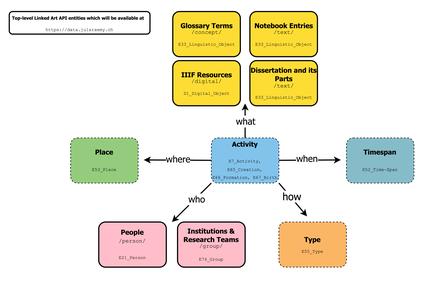 Top-level Linked Art API entities which will be available at
https://data.julsraemy.ch
Glossary Terms
/concept/
E33_Linguistic_Object
Notebook Entries
/text/
E33_Linguistic_Object
IIIF Resources
/digital/
D1_Digital_Object
Dissertation and its
Parts
/text/
E33_Linguistic_Object
what
Place
E53_Place
where
Activity
E7_Activity,
E65_Creation,
E66_Formation, E67_Birth
when
Timespan
E52_Time-Span
who
how
People
/person/
E21_Person
Institutions &
Research Teams
/group/
E74_Group
Type
E55_Type